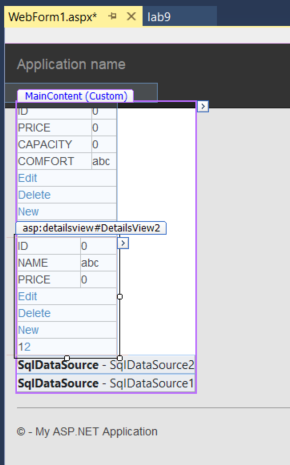 WebForm1.aspx*
lab9
Application name
MainContent (Custom)
ID 0
PRICE 0
CAPACITY 0
COMFORT abc
Edit
Delete
New
asp:detailsview#DetailsView2
ID 0
NAME abc
PRICE 0
Edit
Delete
New
12
SqlDataSource - SqlDataSource2
SqlDataSource - SqlDataSource1
© - My ASP.NET Application